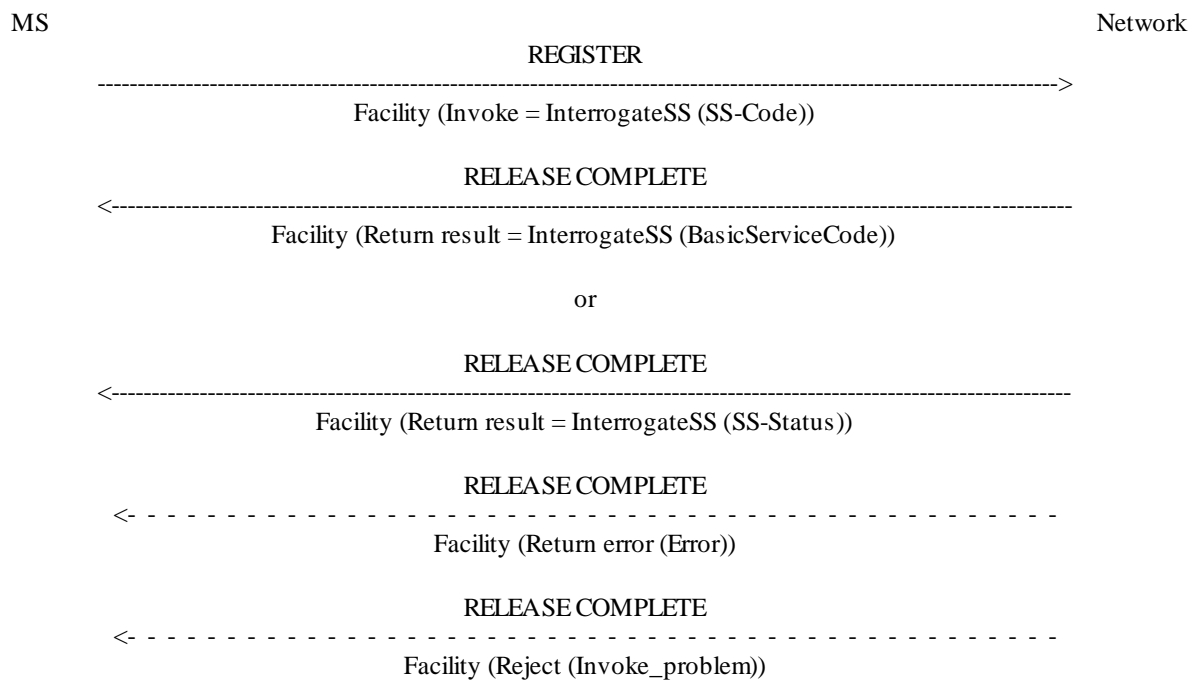 MS Network
REGISTER
Facility (Invoke = InterrogateSS (SS-Code))
RELEASE COMPLETE
Facility (Return result = InterrogateSS (BasicServiceCode))
or
RELEASE COMPLETE
Facility (Return result = InterrogateSS (SS-Status))
RELEASE COMPLETE
Facility (Return error (Error))
RELEASE COMPLETE
Facility (Reject (Invoke_problem))